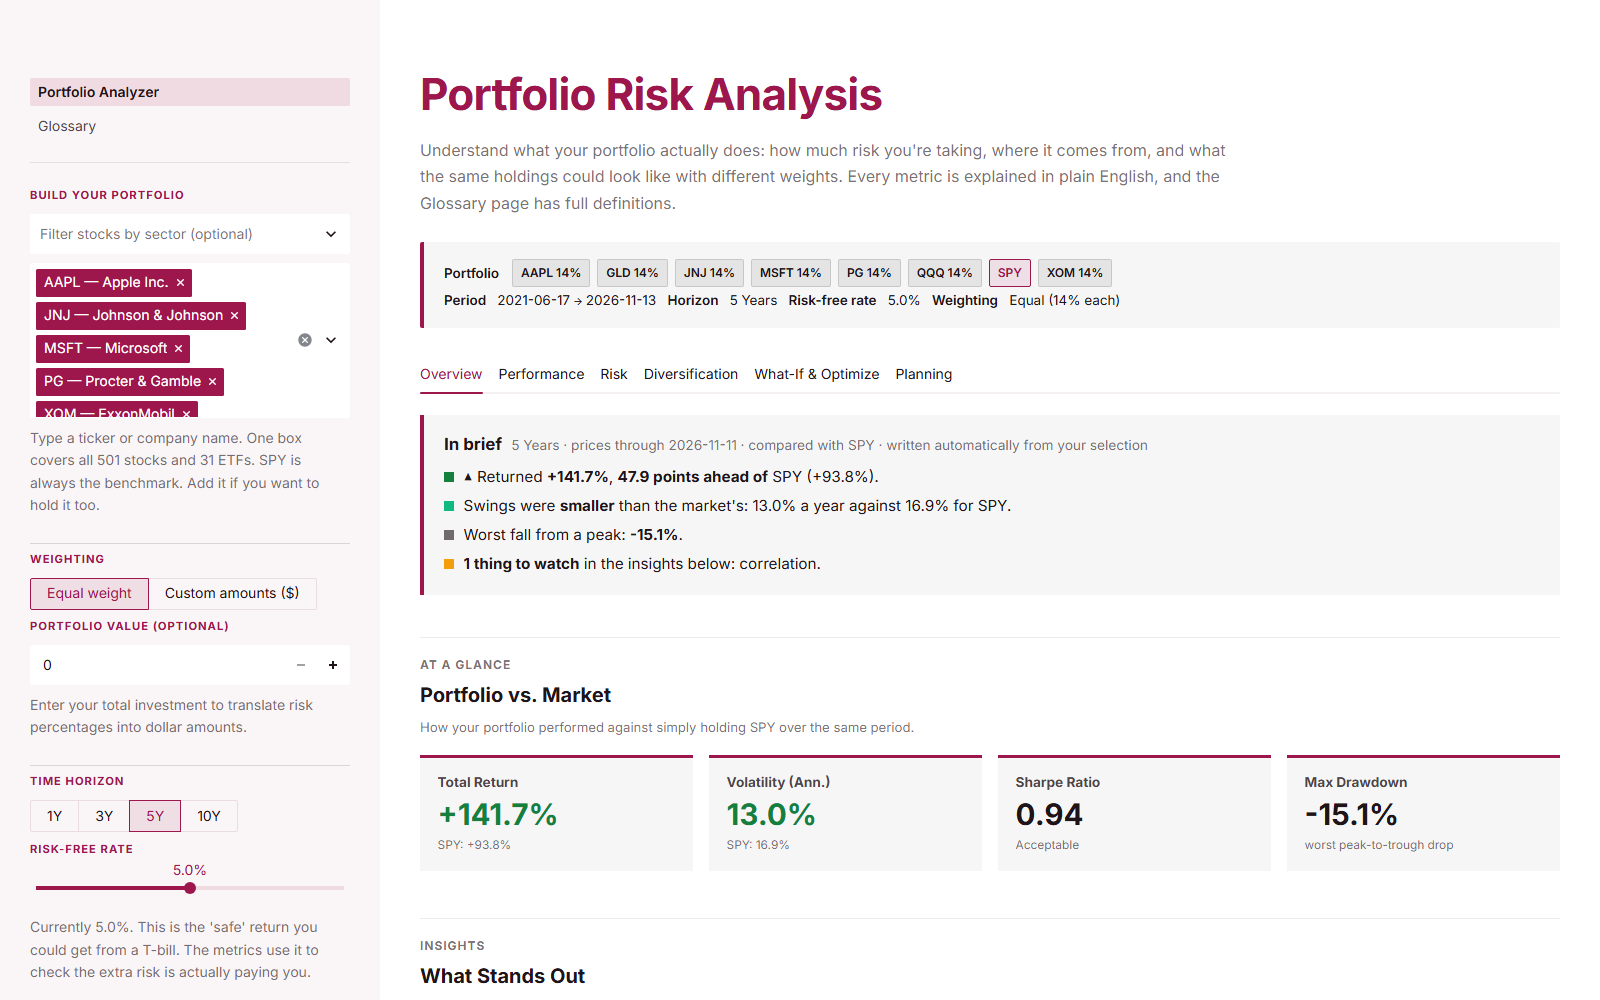 Portfolio Analyzer
Glossary
BUILD YOUR PORTFOLIO
Filter stocks by sector (optional)
AAPL — Apple Inc. ×
JNJ — Johnson & Johnson ×
MSFT — Microsoft ×
PG — Procter & Gamble ×
XOM — ExxonMobil ×
Type a ticker or company name. One box
covers all 501 stocks and 31 ETFs. SPY is
always the benchmark. Add it if you want to
hold it too.
WEIGHTING
Equal weight
Custom amounts ($)
PORTFOLIO VALUE (OPTIONAL)
0
Enter your total investment to translate risk
percentages into dollar amounts.
TIME HORIZON
1Y 3Y 5Y 10Y
RISK-FREE RATE
5.0%
Currently 5.0%. This is the 'safe' return you
could get from a T-bill. The metrics use it to
check the extra risk is actually paying you.
Portfolio Risk Analysis
Understand what your portfolio actually does: how much risk you're taking, where it comes from, and what
the same holdings could look like with different weights. Every metric is explained in plain English, and the
Glossary page has full definitions.
Portfolio AAPL 14% GLD 14% JNJ 14% MSFT 14% PG 14% QQQ 14% SPY XOM 14%
Period 2021-06-17 → 2026-11-13 Horizon 5 Years Risk-free rate 5.0% Weighting Equal (14% each)
Overview Performance Risk Diversification What-If & Optimize Planning
In brief 5 Years · prices through 2026-11-11 · compared with SPY · written automatically from your selection
▲ Returned +141.7%, 47.9 points ahead of SPY (+93.8%).
Swings were smaller than the market's: 13.0% a year against 16.9% for SPY.
Worst fall from a peak: -15.1%.
1 thing to watch in the insights below: correlation.
AT A GLANCE
Portfolio vs. Market
How your portfolio performed against simply holding SPY over the same period.
Total Return
+141.7%
SPY: +93.8%
Volatility (Ann.)
13.0%
SPY: 16.9%
Sharpe Ratio
0.94
Acceptable
Max Drawdown
-15.1%
worst peak-to-trough drop
INSIGHTS
What Stands Out